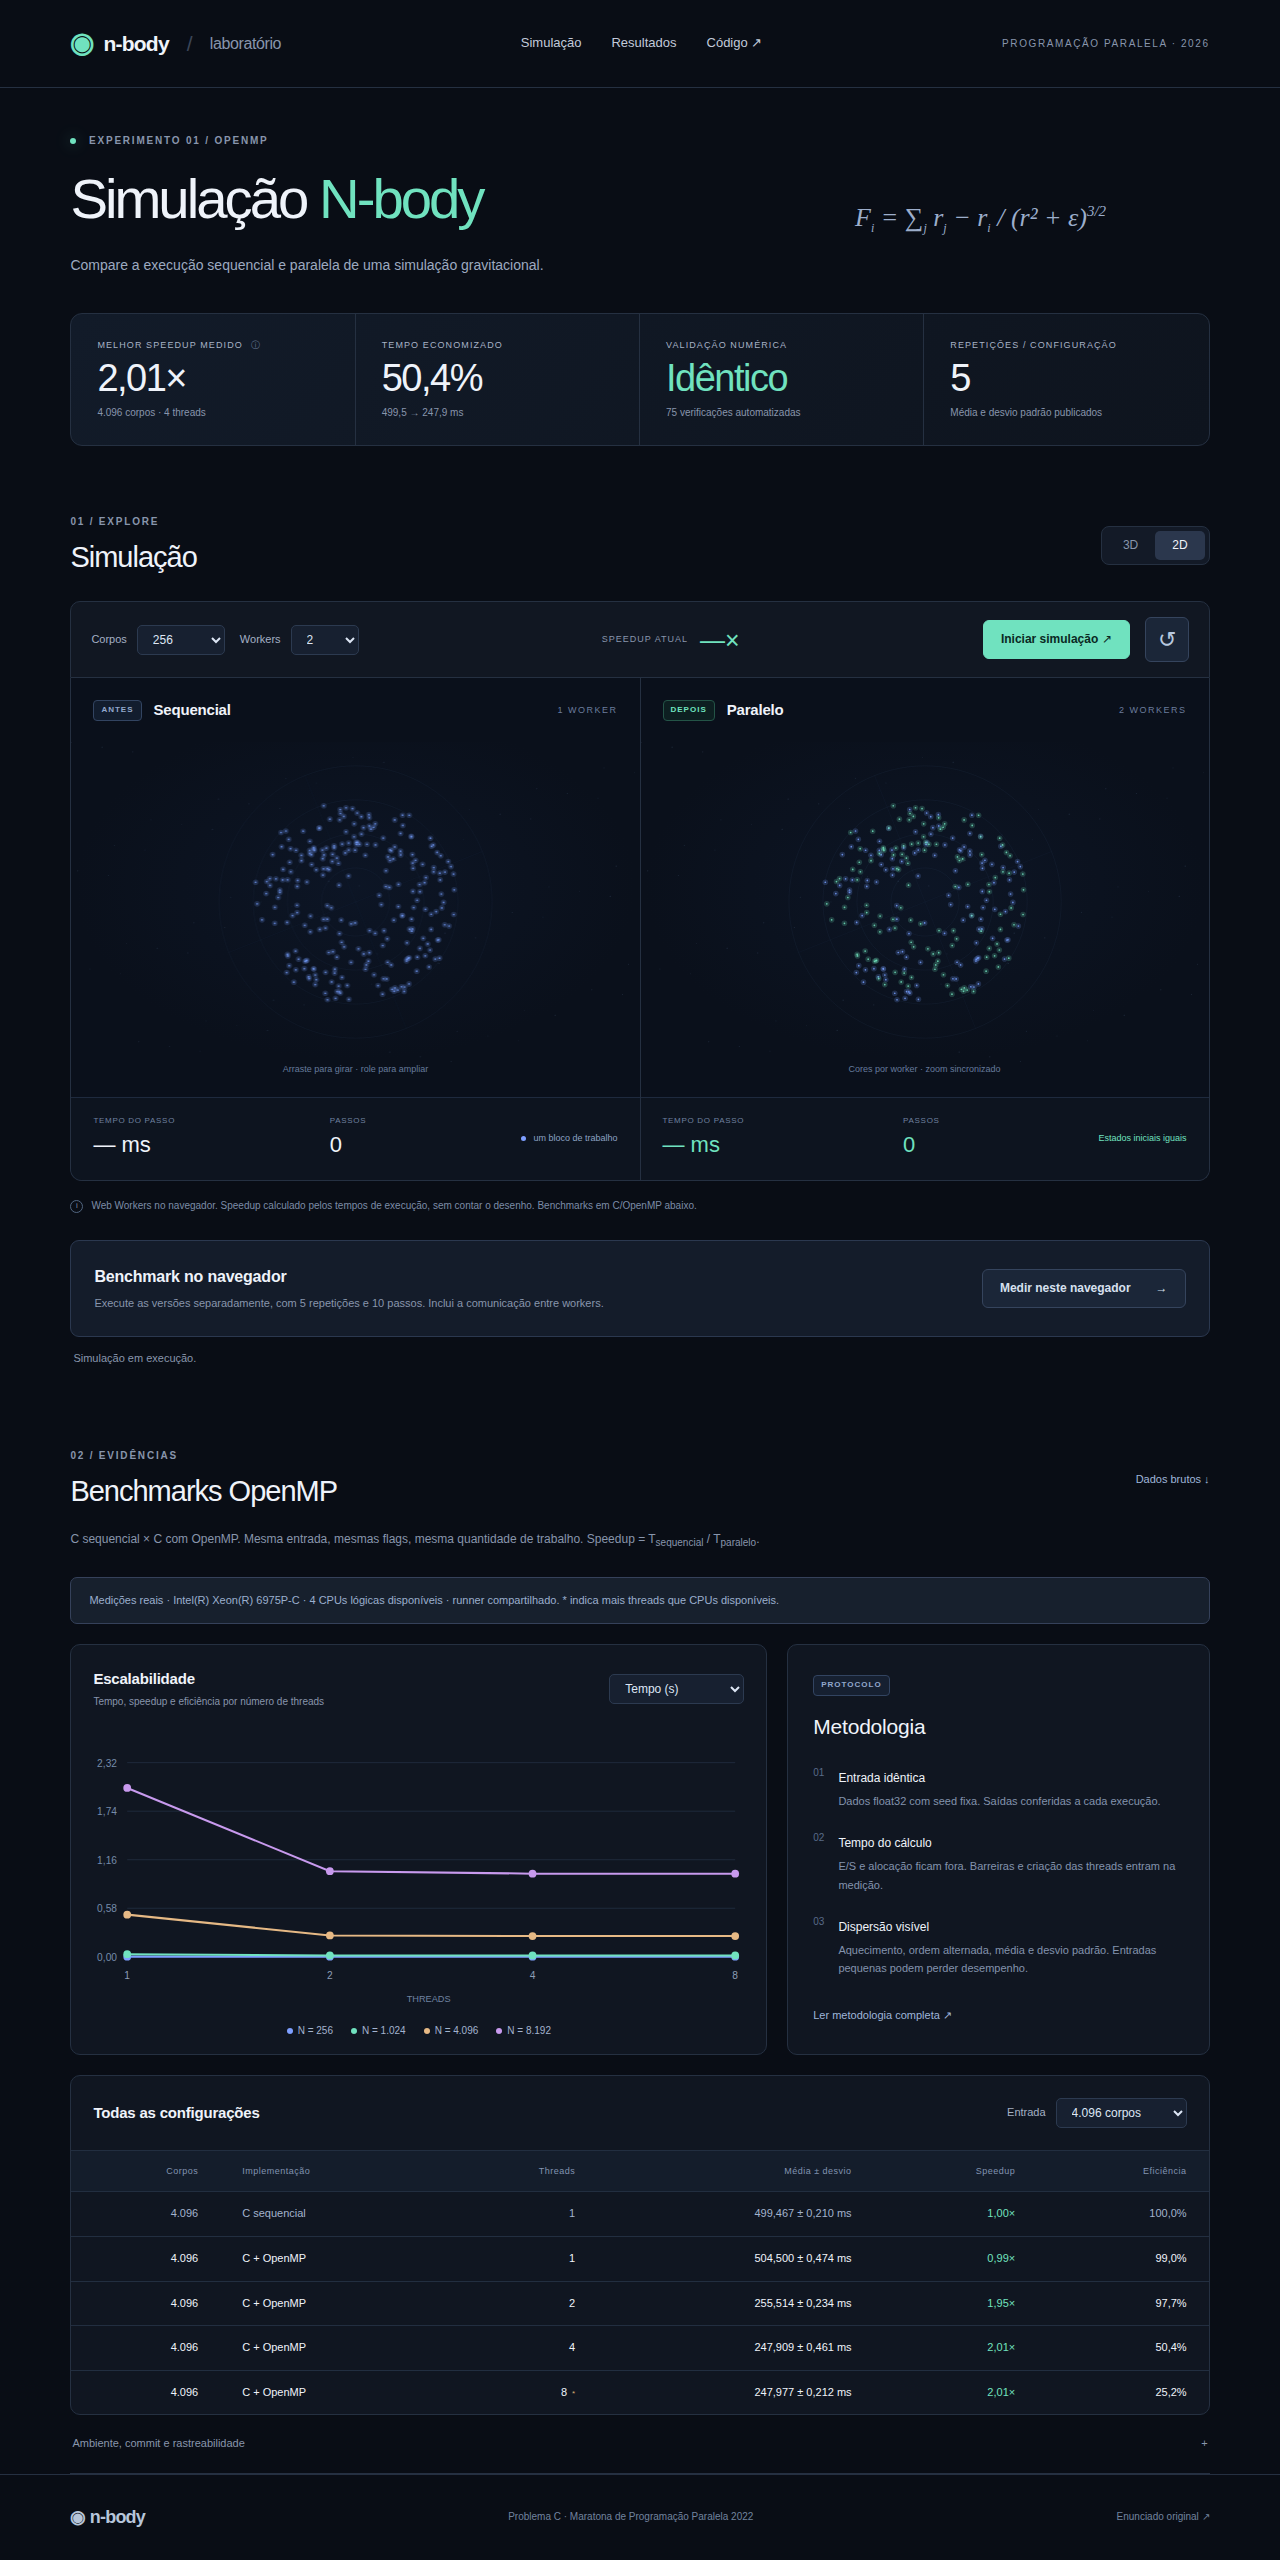 n-body / laboratório
Simulação Resultados Código ↗
PROGRAMAÇÃO PARALELA · 2026
EXPERIMENTO 01 / OPENMP
Simulação N-body
F_i = ∑_j r_j − r_i / (r² + ε)^3/2
Compare a execução sequencial e paralela de uma simulação gravitacional.
MELHOR SPEEDUP MEDIDO ⓘ
2,01×
4.096 corpos · 4 threads
TEMPO ECONOMIZADO
50,4%
499,5 → 247,9 ms
VALIDAÇÃO NUMÉRICA
Idêntico
75 verificações automatizadas
REPETIÇÕES / CONFIGURAÇÃO
5
Média e desvio padrão publicados
01 / EXPLORE
Simulação
3D 2D
Corpos 256 Workers 2
SPEEDUP ATUAL —×
Iniciar simulação ↗ ↺
ANTES Sequencial 1 WORKER
Arraste para girar · role para ampliar
TEMPO DO PASSO
— ms
PASSOS
0
um bloco de trabalho
DEPOIS Paralelo 2 WORKERS
Cores por worker · zoom sincronizado
TEMPO DO PASSO
— ms
PASSOS
0
Estados iniciais iguais
i Web Workers no navegador. Speedup calculado pelos tempos de execução, sem contar o desenho. Benchmarks em C/OpenMP abaixo.
Benchmark no navegador
Execute as versões separadamente, com 5 repetições e 10 passos. Inclui a comunicação entre workers.
Medir neste navegador →
Simulação em execução.
02 / EVIDÊNCIAS
Benchmarks OpenMP
Dados brutos ↓
C sequencial × C com OpenMP. Mesma entrada, mesmas flags, mesma quantidade de trabalho. Speedup = Tsequencial / Tparalelo.
Medições reais · Intel(R) Xeon(R) 6975P-C · 4 CPUs lógicas disponíveis · runner compartilhado. * indica mais threads que CPUs disponíveis.
Escalabilidade
Tempo, speedup e eficiência por número de threads
Tempo (s)
2,32
1,74
1,16
0,58
0,00
1 2 4 8
THREADS
N = 256 N = 1.024 N = 4.096 N = 8.192
PROTOCOLO
Metodologia
01 Entrada idêntica
Dados float32 com seed fixa. Saídas conferidas a cada execução.
02 Tempo do cálculo
E/S e alocação ficam fora. Barreiras e criação das threads entram na
medição.
03 Dispersão visível
Aquecimento, ordem alternada, média e desvio padrão. Entradas
pequenas podem perder desempenho.
Ler metodologia completa ↗
Todas as configurações
Entrada 4.096 corpos
Corpos Implementação Threads Média ± desvio Speedup Eficiência
4.096 C sequencial 1 499,467 ± 0,210 ms 1,00× 100,0%
4.096 C + OpenMP 1 504,500 ± 0,474 ms 0,99× 99,0%
4.096 C + OpenMP 2 255,514 ± 0,234 ms 1,95× 97,7%
4.096 C + OpenMP 4 247,909 ± 0,461 ms 2,01× 50,4%
4.096 C + OpenMP 8 * 247,977 ± 0,212 ms 2,01× 25,2%
Ambiente, commit e rastreabilidade +
n-body
Problema C · Maratona de Programação Paralela 2022
Enunciado original ↗